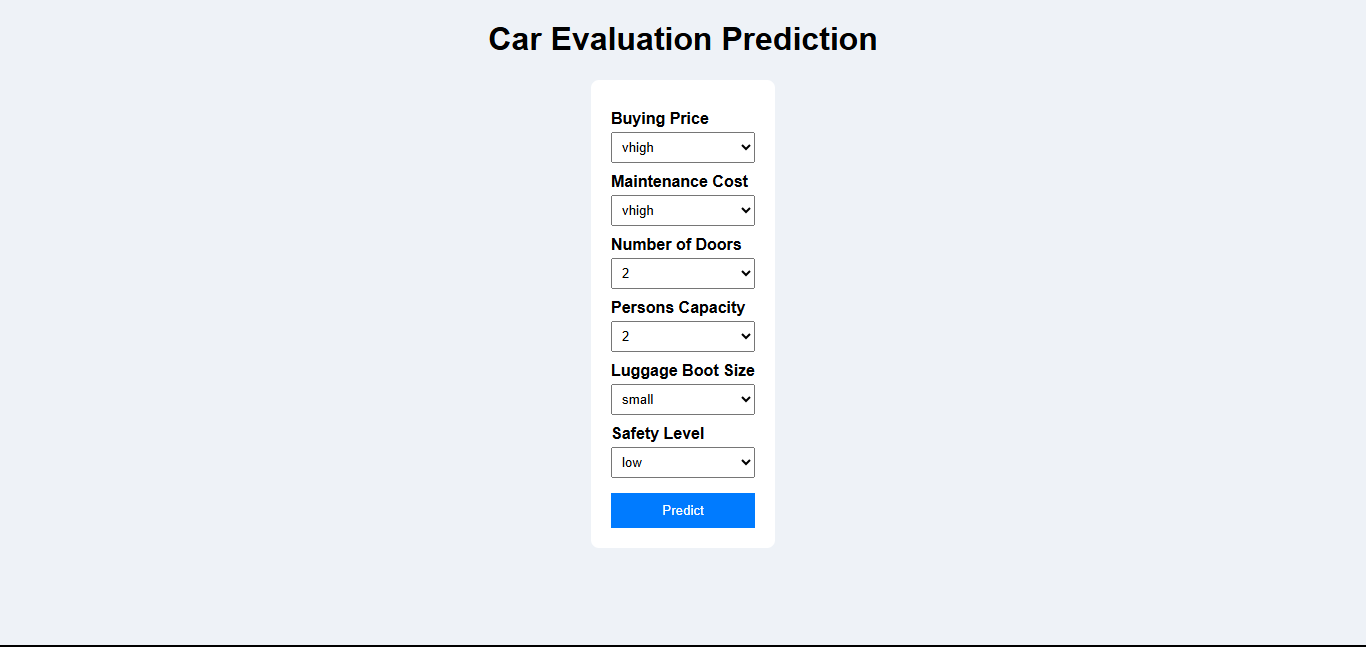 Car Evaluation Prediction
Buying Price
vhigh
Maintenance Cost
vhigh
Number of Doors
2
Persons Capacity
2
Luggage Boot Size
small
Safety Level
low
Predict